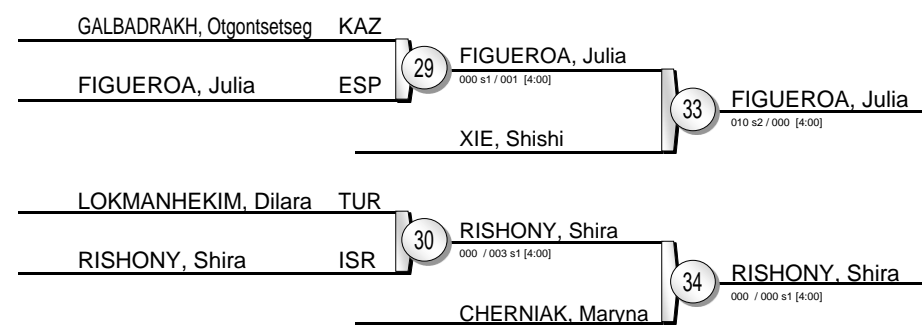 GALBADRAKH, Otgontsetseg KAZ
FIGUEROA, Julia ESP
29
FIGUEROA, Julia
000 s1 / 001 [4:00]
XIE, Shishi
33
FIGUEROA, Julia
010 s2 / 000 [4:00]
LOKMANHEKIM, Dilara TUR
RISHONY, Shira ISR
30
RISHONY, Shira
000 / 003 s1 [4:00]
CHERNIAK, Maryna
34
RISHONY, Shira
000 / 000 s1 [4:00]